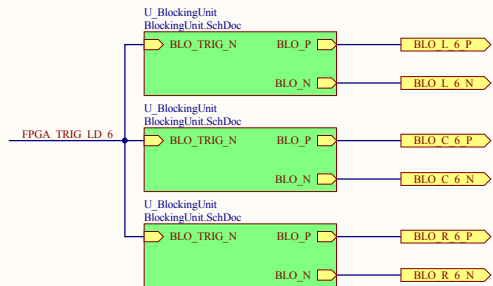 U_BlockingUnit
BlockingUnit.SchDoc
BLO_TRIG_N BLO_P BLO_L_6_P
BLO_N BLO_L_6_N
U_BlockingUnit
BlockingUnit.SchDoc
FPGA_TRIG_LD_6 BLO_TRIG_N BLO_P BLO_C_6_P
BLO_N BLO_C_6_N
U_BlockingUnit
BlockingUnit.SchDoc
BLO_TRIG_N BLO_P BLO_R_6_P
BLO_N BLO_R_6_N